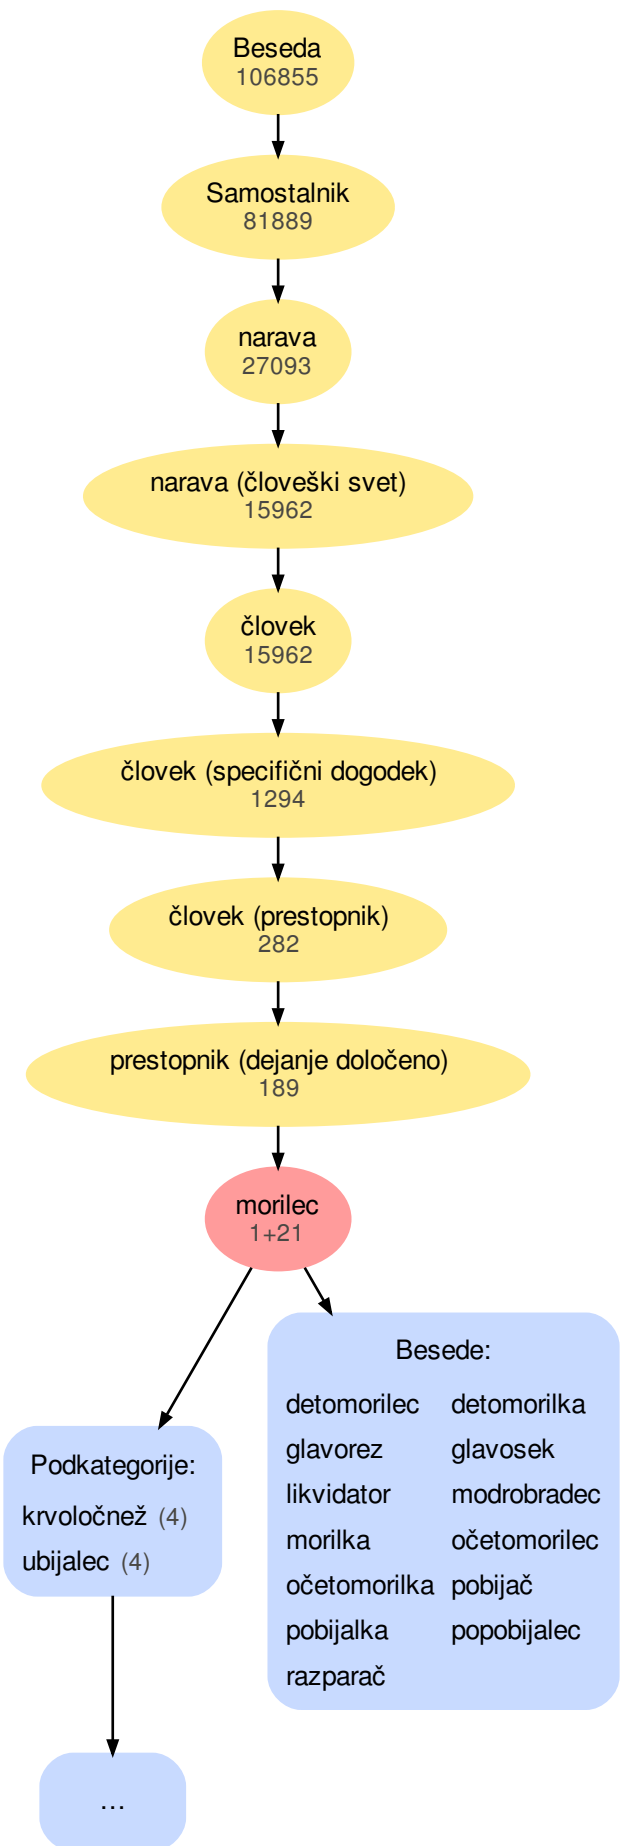 Beseda
106855
Samostalnik
81889
narava
27093
narava (človeški svet)
15962
človek
15962
človek (specifični dogodek)
1294
človek (prestopnik)
282
prestopnik (dejanje določeno)
189
morilec
1+21
Besede:
detomorilec detomorilka
glavorez glavosek
likvidator modrobradec
morilka očetomorilec
očetomorilka pobijač
pobijalka popobijalec
razparač
Podkategorije:
krvoločnež (4)
ubijalec (4)
...